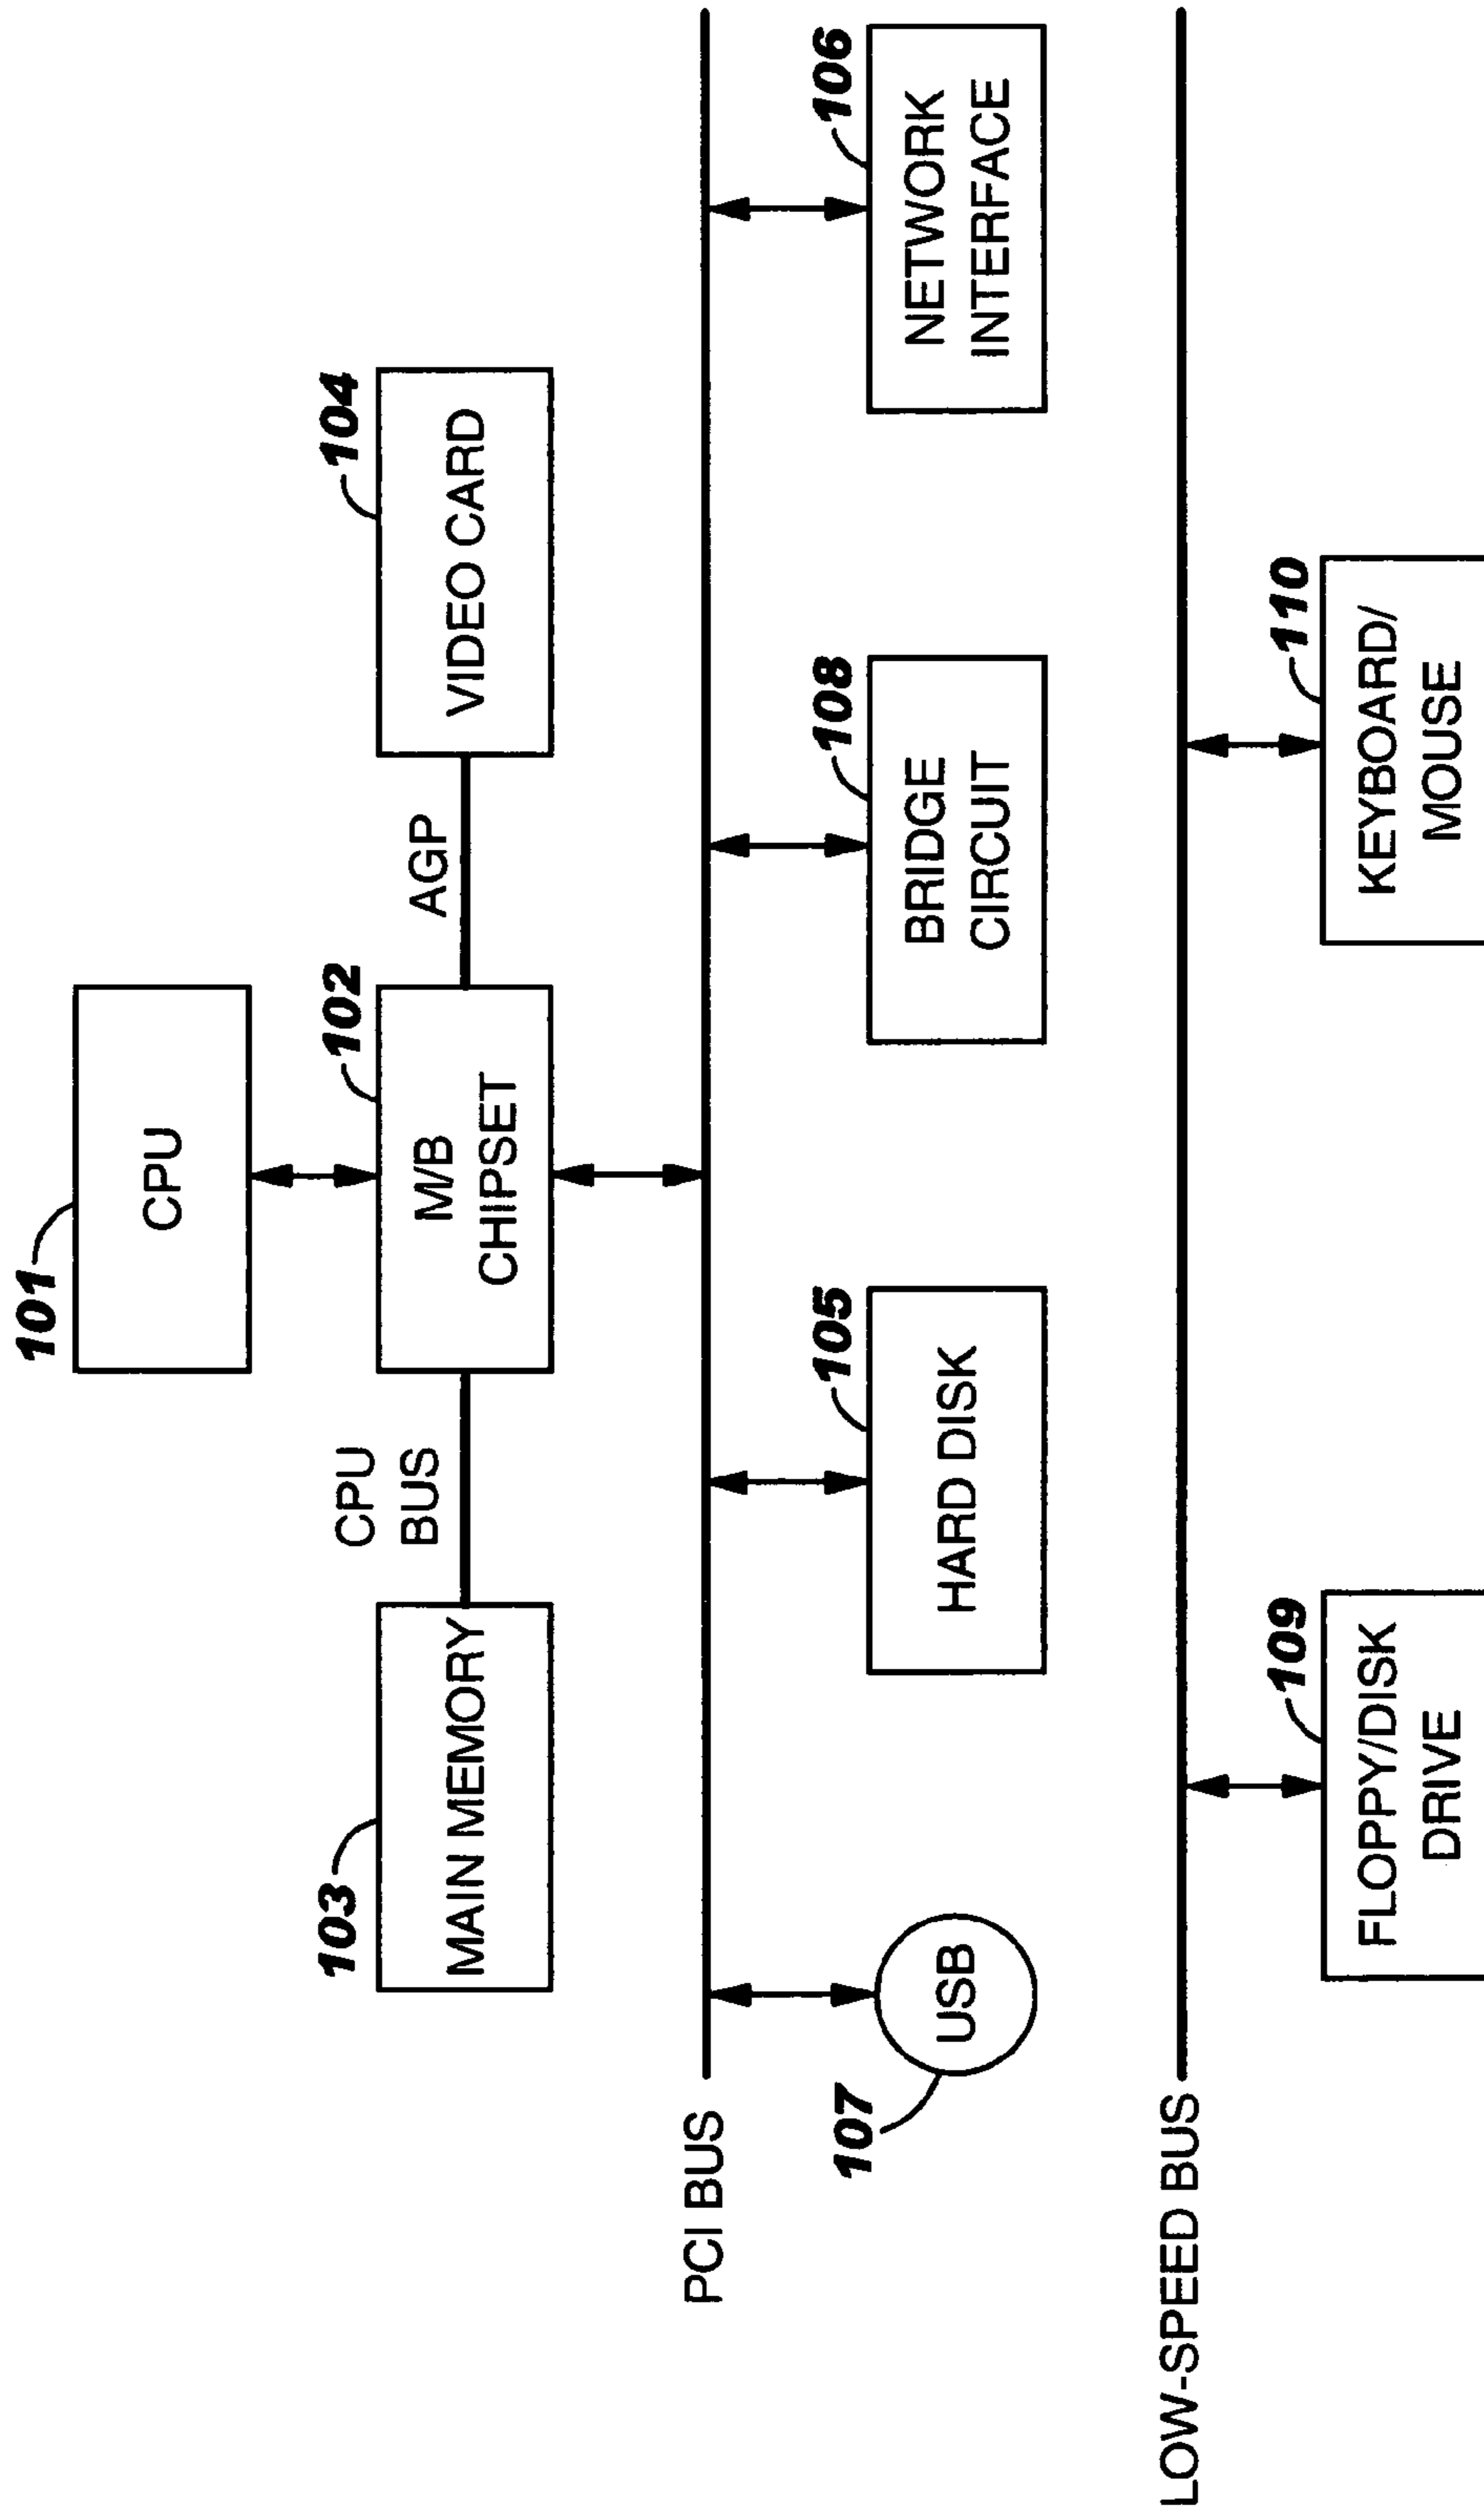 101
CPU
CPU
BUS
103
MAIN MEMORY
102
M/B
CHIPSET
AGP
104
VIDEO CARD
PCI BUS
107
USB
105
HARD DISK
108
BRIDGE
CIRCUIT
106
NETWORK
INTERFACE
LOW-SPEED BUS
109
FLOPPY/DISK
DRIVE
110
KEYBOARD/
MOUSE